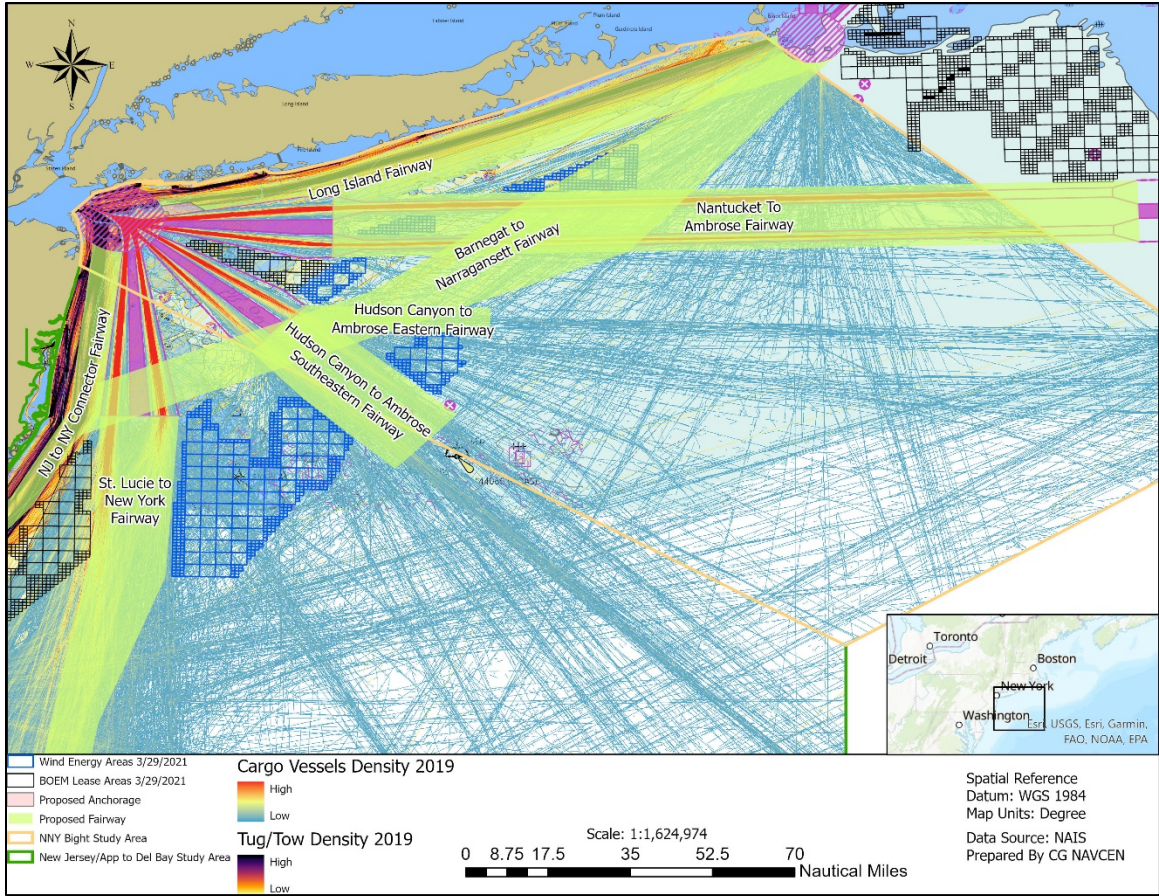 N
W
E
S
Long Island
Long Island Fairway
Nantucket To
Ambrose Fairway
Barnegat to
Narragansett Fairway
Hudson Canyon to
Ambrose Eastern Fairway
Hudson Canyon to Ambrose
Southeastern Fairway
NJ to NY Connector Fairway
St. Lucie to
New York
Fairway
Toronto
Detroit
Boston
New York
Washington
Esri, USGS, Esri, Garmin,
FAO, NOAA, EPA
Wind Energy Areas 3/29/2021
BOEM Lease Areas 3/29/2021
Proposed Anchorage
Proposed Fairway
NNY Bight Study Area
New Jersey/App to Del Bay Study Area
Cargo Vessels Density 2019
High
Low
Tug/Tow Density 2019
High
Low
Scale: 1:1,624,974
0 8.75 17.5 35 52.5 70
Nautical Miles
Spatial Reference
Datum: WGS 1984
Map Units: Degree
Data Source: NAIS
Prepared By CG NAVCEN